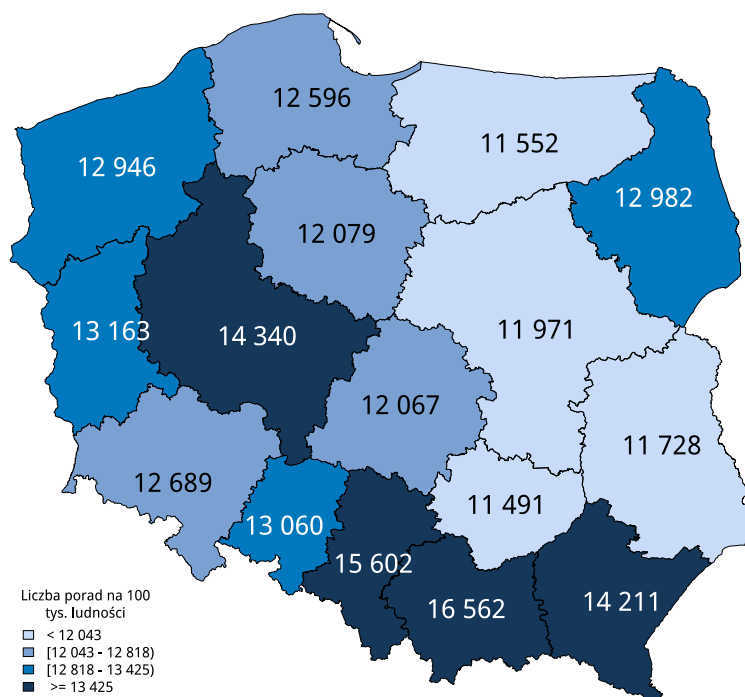 12 596
11 552
12 946
12 982
12 079
13 163
14 340
11 971
12 067
11 728
12 689
11 491
13 060
15 602
14 211
16 562
Liczba porad na 100
tys. ludności
< 12 043
[12 043 - 12 818)
[12 818 - 13 425)
>= 13 425